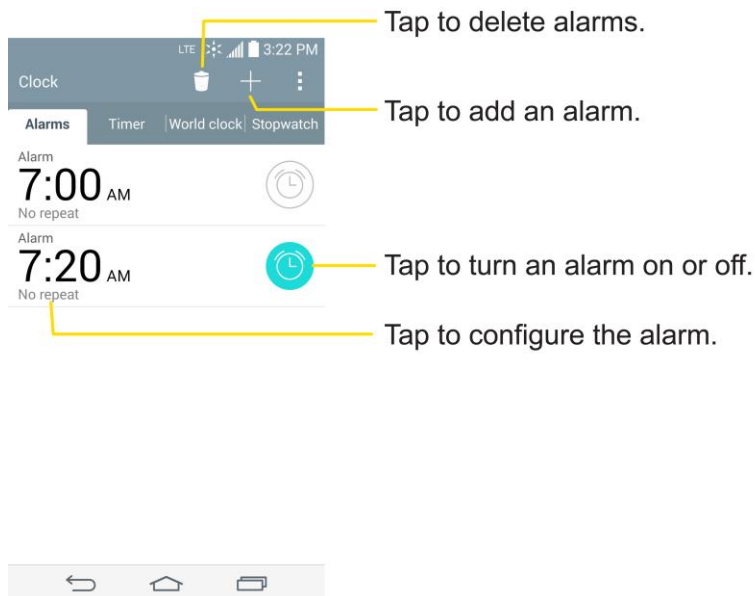 Tap to delete alarms.
LTE 3:22 PM
Clock
Tap to add an alarm.
Alarms Timer World clock Stopwatch
Alarm
7:00 AM
No repeat
Alarm
7:20 AM
Tap to turn an alarm on or off.
No repeat
Tap to configure the alarm.